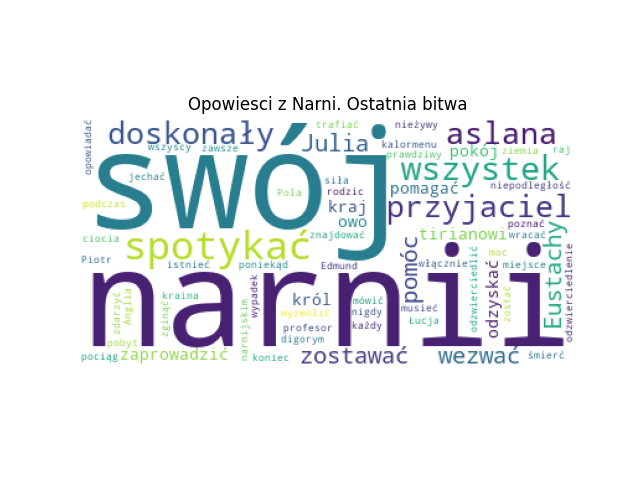 Opowiesci z Narni. Ostatnia bitwa
opowiadać
doskonały
trafiać
nieżywy
aslana
wszyscy
zawsze
Julia
kalormenu
prawdziwy
pokój
ziemia
raj
swój
jechać
siła
rodzic
Pola
wszystek
pomagać
niepodległość
podczas
kraj
przyjaciel
owo
poznać
ciocia
spotykać
znajdować
tirianowi
wracać
Piotr
istnieć
poniekąd
Edmund
pomóc
włącznie
odzwierciedlić
moc
miejsce
Eustachy
odzwierciedlenie
narnii
zdarzyć
Anglia
zginąć
kraina
narnijskim
wypadek
król
wyzwolić
mówić
nigdy
każdy
musieć
Łucja
odzyskać
zostać
profesor
digorym
pobyt
pociąg
zaprowadzić
koniec
zostawać
wezwać
śmierć